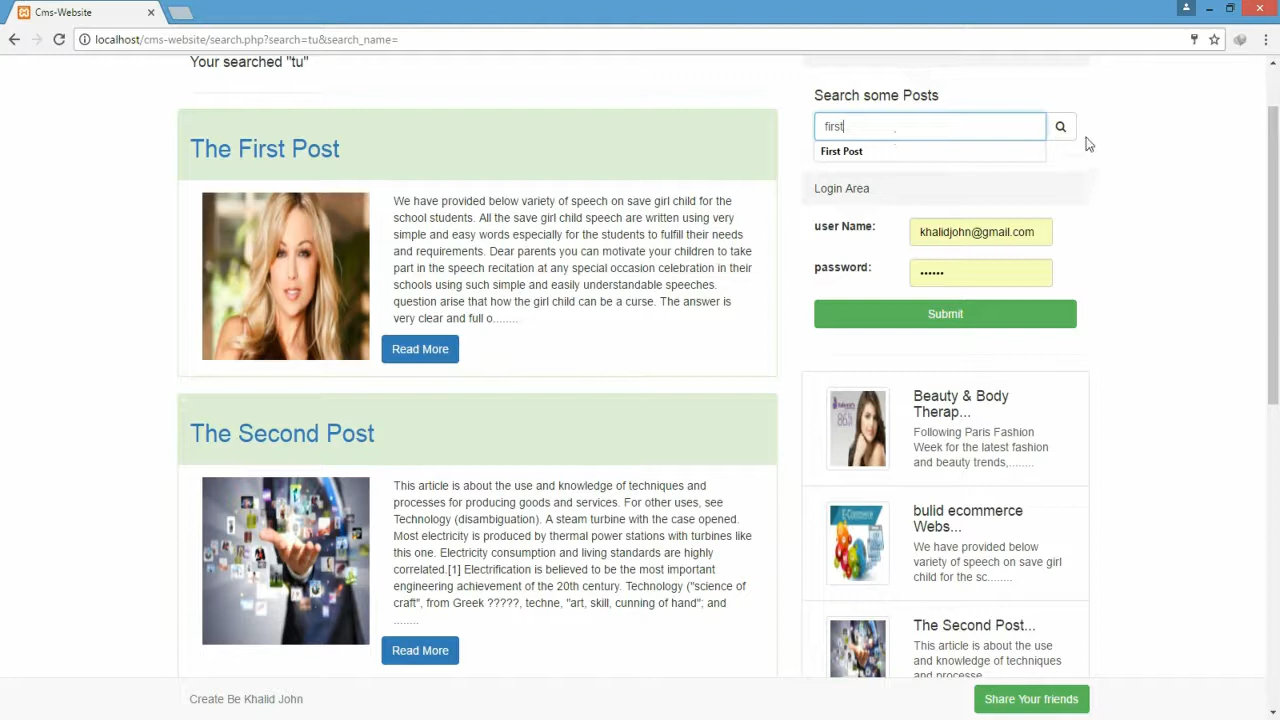 Cms-Website
localhost/cms-website/search.php?search=tu&search_name=
Your searched "tu"
The First Post
We have provided below variety of speech on save girl child for the
school students. All the save girl child speech are written using very
simple and easy words especially for the students to fulfill their needs
and requirements. Dear parents you can motivate your children to take
part in the speech recitation at any special occasion celebration in their
schools using such simple and easily understandable speeches.
question arise that how the girl child can be a curse. The answer is
very clear and full o........
Read More
The Second Post
This article is about the use and knowledge of techniques and
processes for producing goods and services. For other uses, see
Technology (disambiguation). A steam turbine with the case opened.
Most electricity is produced by thermal power stations with turbines like
this one. Electricity consumption and living standards are highly
correlated.[1] Electrification is believed to be the most important
engineering achievement of the 20th century. Technology ("science of
craft", from Greek ?????, techne, "art, skill, cunning of hand"; and
........
Read More
Search some Posts
first
First Post
Login Area
user Name:
khalidjohn@gmail.com
password:
••••••
Submit
Beauty & Body
Therap...
Following Paris Fashion
Week for the latest fashion
and beauty trends,........
bulid ecommerce
Webs...
We have provided below
variety of speech on save girl
child for the sc........
The Second Post...
This article is about the use
and knowledge of techniques
and processe
Create Be Khalid John
Share Your friends